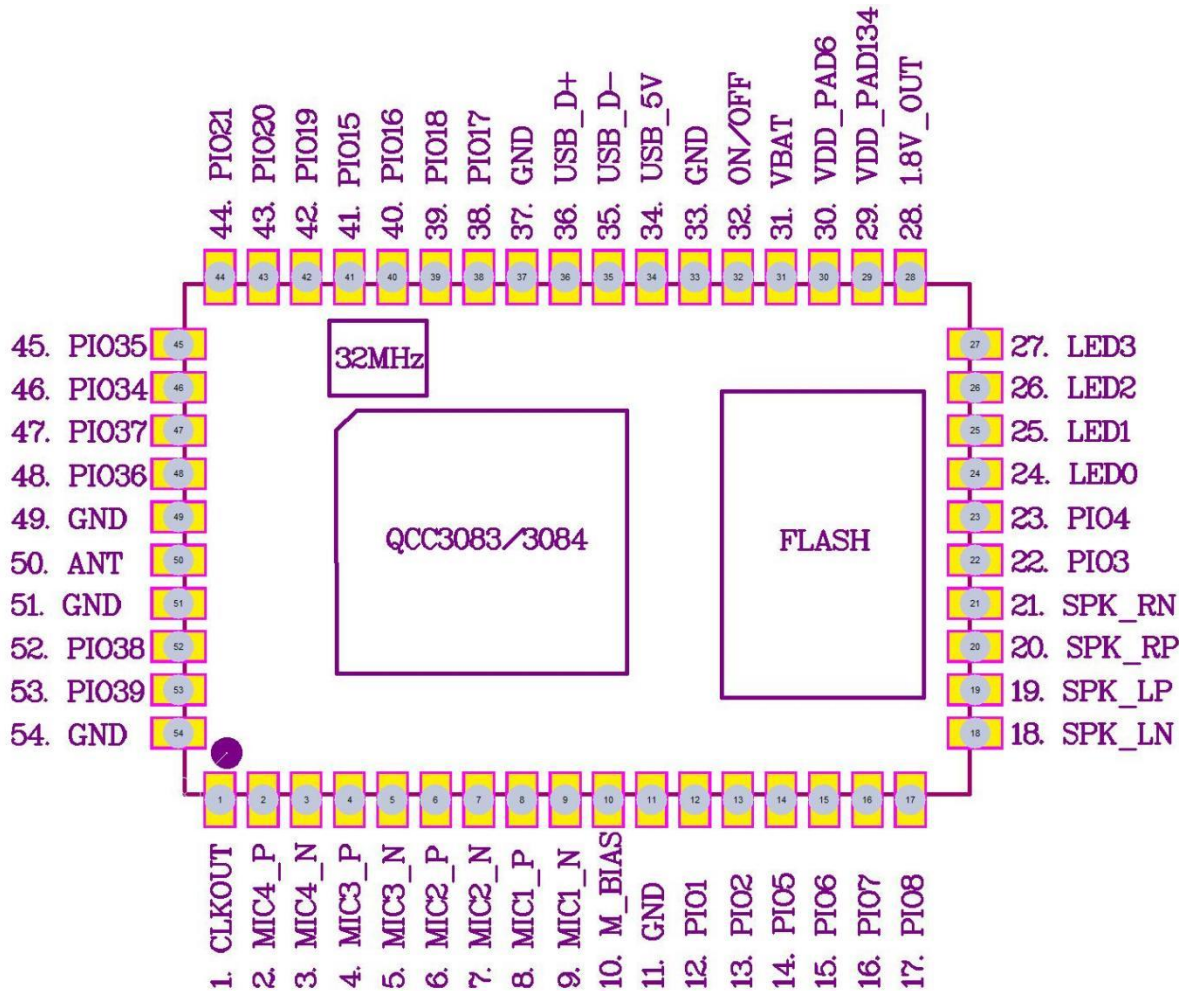 44. PIO21
43. PIO20
42. PIO19
41. PIO15
40. PIO16
39. PIO18
38. PIO17
37. GND
36. USB_D+
35. USB_D-
34. USB_5V
33. GND
32. ON/OFF
31. VBAT
30. VDD_PAD6
29. VDD_PAD134
28. 1.8V_OUT
44 43 42 41 40 39 38 37 36 35 34 33 32 31 30 29 28
45. PIO35 45
46. PIO34 46
47. PIO37 47
48. PIO36 48
49. GND 49
50. ANT 50
51. GND 51
52. PIO38 52
53. PIO39 53
54. GND 54
32MHz
QCC3083/3084
FLASH
27 27. LED3
26 26. LED2
25 25. LED1
24 24. LED0
23 23. PIO4
22 22. PIO3
21 21. SPK_RN
20 20. SPK_RP
19 19. SPK_LP
18 18. SPK_LN
1 2 3 4 5 6 7 8 9 10 11 12 13 14 15 16 17
1. CLKOUT
2. MIC4_P
3. MIC4_N
4. MIC3_P
5. MIC3_N
6. MIC2_P
7. MIC2_N
8. MIC1_P
9. MIC1_N
10. M_BIAS
11. GND
12. PIO1
13. PIO2
14. PIO5
15. PIO6
16. PIO7
17. PIO8